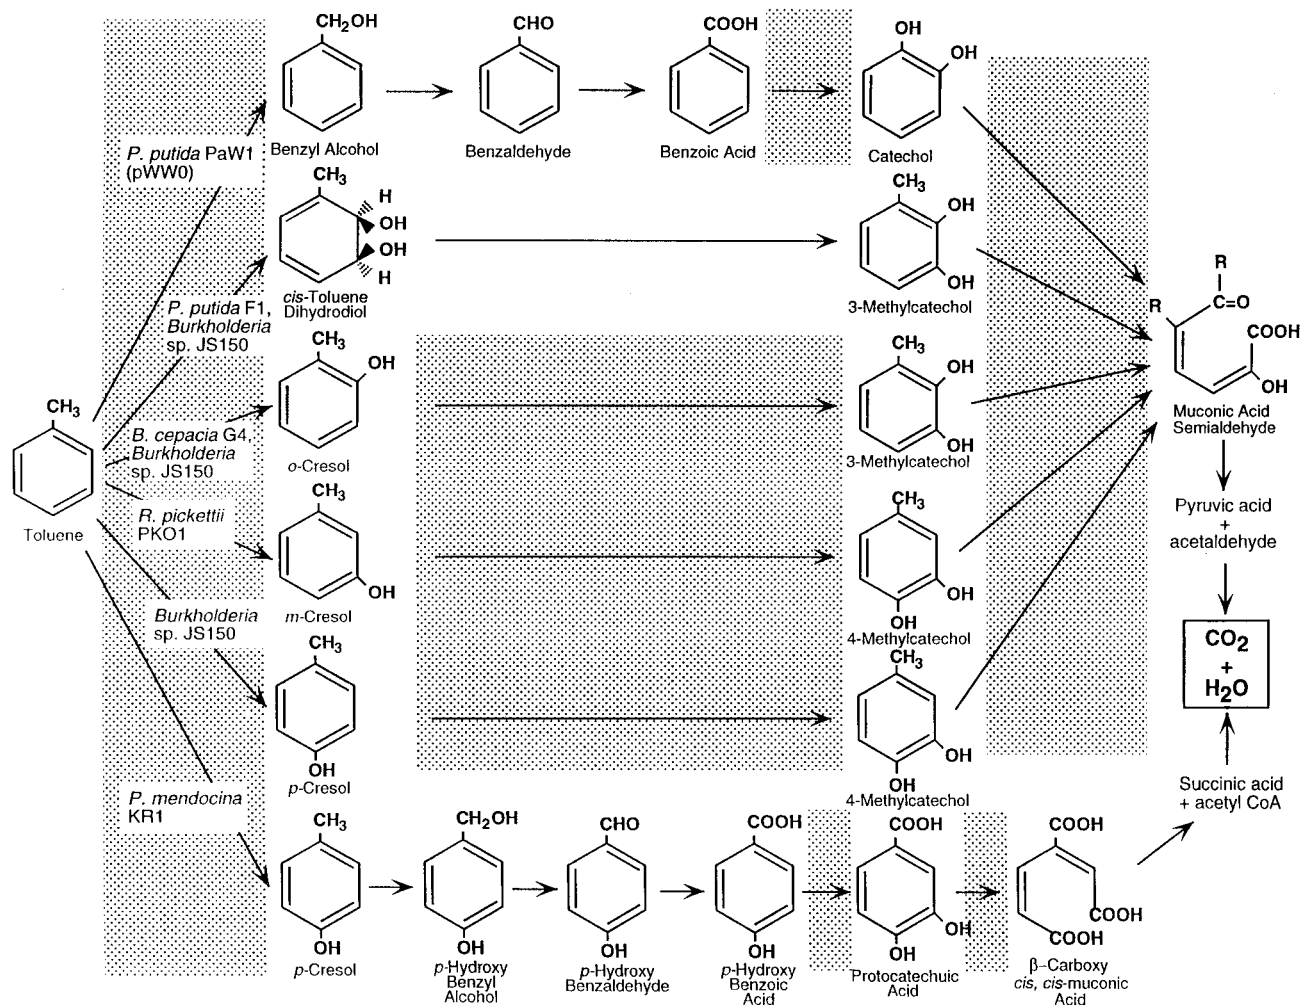 CH2OH
CHO
COOH
OH
OH
Benzyl Alcohol
Benzaldehyde
Benzoic Acid
Catechol
P. putida PaW1
(pWW0)
CH3
H
OH
OH
H
cis-Toluene
Dihydrodiol
CH3
OH
OH
3-Methylcatechol
P. putida F1,
Burkholderia
sp. JS150
R
R
C=O
COOH
OH
Muconic Acid
Semialdehyde
CH3
OH
o-Cresol
CH3
OH
OH
3-Methylcatechol
CH3
Toluene
B. cepacia G4,
Burkholderia
sp. JS150
R. pickettii
PKO1
CH3
OH
m-Cresol
CH3
OH
OH
4-Methylcatechol
Pyruvic acid
+
acetaldehyde
Burkholderia
sp. JS150
CH3
OH
p-Cresol
CH3
OH
OH
4-Methylcatechol
CO2
+
H2O
Succinic acid
+ acetyl CoA
P. mendocina
KR1
CH3
OH
p-Cresol
CH2OH
OH
p-Hydroxy
Benzyl
Alcohol
CHO
OH
p-Hydroxy
Benzaldehyde
COOH
OH
p-Hydroxy
Benzoic
Acid
COOH
OH
OH
Protocatechuic
Acid
COOH
COOH
COOH
β–Carboxy
cis, cis-muconic
Acid